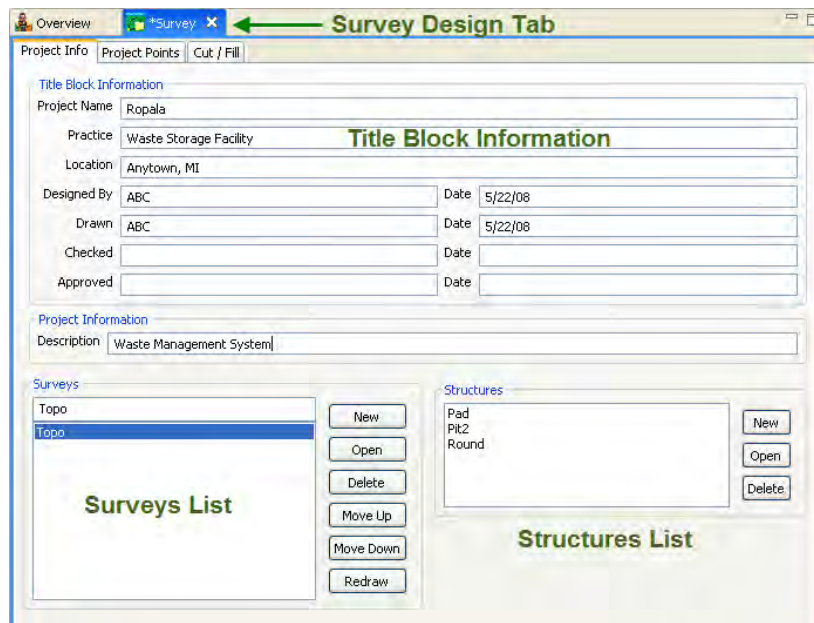 Overview *Survey Survey Design Tab
Project Info Project Points Cut / Fill
Title Block Information
Project Name Ropala
Practice Waste Storage Facility Title Block Information
Location Anytown, MI
Designed By ABC Date 5/22/08
Drawn ABC Date 5/22/08
Checked Date
Approved Date
Project Information
Description Waste Management System
Surveys
Topo
Topo
New
Open
Delete
Move Up
Move Down
Redraw
Surveys List
Structures
Pad
Pit2
Round
New
Open
Delete
Structures List